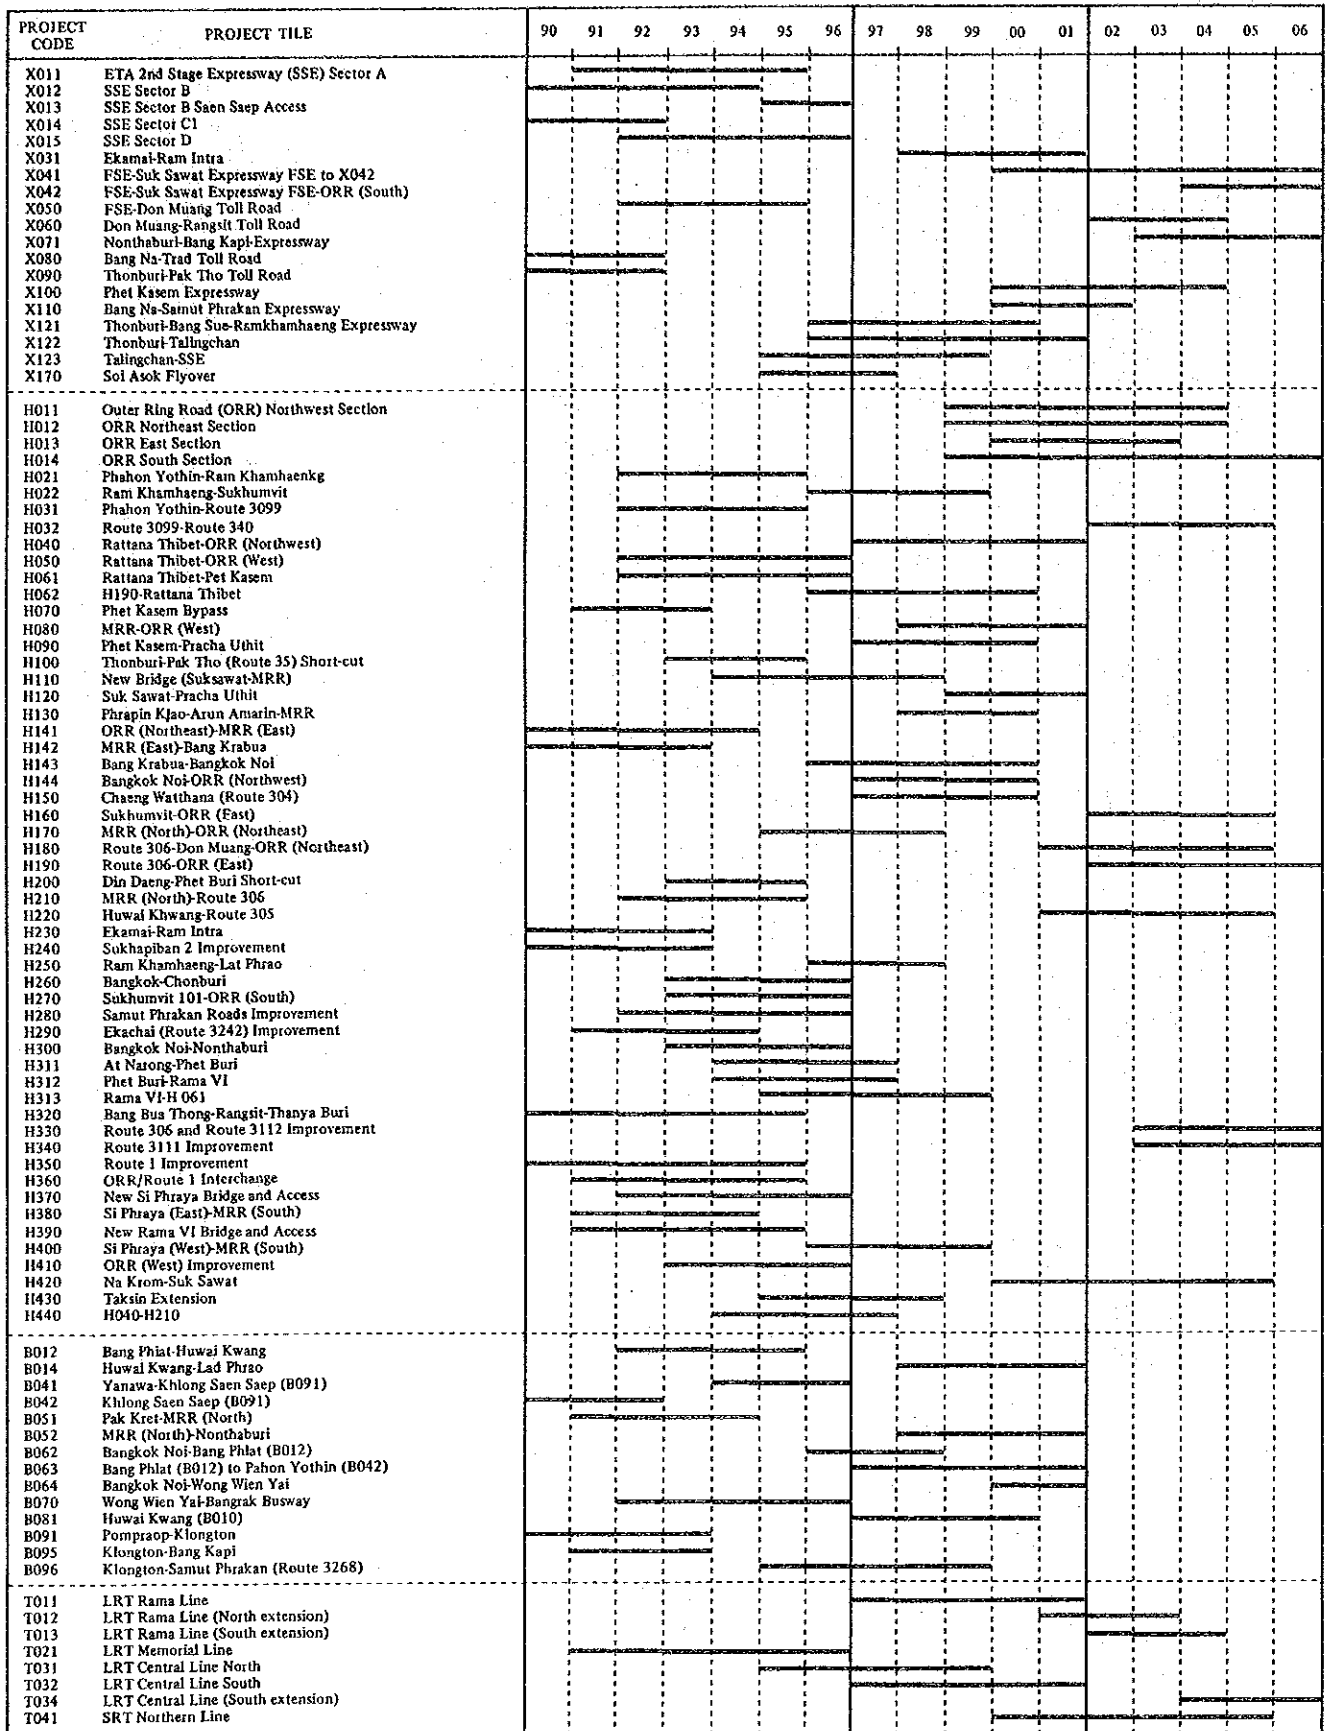 PROJECT CODE PROJECT TILE 90 91 92 93 94 95 96 97 98 99 00 01 02 03 04 05 06
X011 ETA 2nd Stage Expressway (SSE) Sector A
X012 SSE Sector B
X013 SSE Sector B Saen Saep Access
X014 SSE Sector C1
X015 SSE Sector D
X031 Ekamai-Ram Intra
X041 FSE-Suk Sawat Expressway FSE to X042
X042 FSE-Suk Sawat Expressway FSE-ORR (South)
X050 FSE-Don Muang Toll Road
X060 Don Muang-Rangsit Toll Road
X071 Nonthaburi-Bang Kapi-Expressway
X080 Bang Na-Trad Toll Road
X090 Thonburi-Pak Tho Toll Road
X100 Phet Kasem Expressway
X110 Bang Na-Samut Phrakan Expressway
X121 Thonburi-Bang Sue-Ramkhamhaeng Expressway
X122 Thonburi-Talingchan
X123 Talingchan-SSE
X170 Soi Asok Flyover
H011 Outer Ring Road (ORR) Northwest Section
H012 ORR Northeast Section
H013 ORR East Section
H014 ORR South Section
H021 Phahon Yothin-Ram Khamhaenkg
H022 Ram Khamhaeng-Sukhumvit
H031 Phahon Yothin-Route 3099
H032 Route 3099-Route 340
H040 Rattana Thibet-ORR (Northwest)
H050 Rattana Thibet-ORR (West)
H061 Rattana Thibet-Pet Kasem
H062 H190-Rattana Thibet
H070 Phet Kasem Bypass
H080 MRR-ORR (West)
H090 Phet Kasem-Pracha Uthit
H100 Thonburi-Pak Tho (Route 35) Short-cut
H110 New Bridge (Suksawat-MRR)
H120 Suk Sawat-Pracha Uthit
H130 Phrapin KJao-Arun Amarin-MRR
H141 ORR (Northeast)-MRR (East)
H142 MRR (East)-Bang Krabua
H143 Bang Krabua-Bangkok Noi
H144 Bangkok Noi-ORR (Northwest)
H150 Chaeng Watthana (Route 304)
H160 Sukhumvit-ORR (East)
H170 MRR (North)-ORR (Northeast)
H180 Route 306-Don Muang-ORR (Northeast)
H190 Route 306-ORR (East)
H200 Din Daeng-Phet Buri Short-cut
H210 MRR (North)-Route 306
H220 Huwai Khwang-Route 305
H230 Ekamai-Ram Intra
H240 Sukhapiban 2 Improvement
H250 Ram Khamhaeng-Lat Phrao
H260 Bangkok-Chonburi
H270 Sukhumvit 101-ORR (South)
H280 Samut Phrakan Roads Improvement
H290 Ekachai (Route 3242) Improvement
H300 Bangkok Noi-Nonthaburi
H311 At Narong-Phet Buri
H312 Phet Buri-Rama VI
H313 Rama VI-H 061
H320 Bang Bua Thong-Rangsit-Thanya Buri
H330 Route 306 and Route 3112 Improvement
H340 Route 3111 Improvement
H350 Route 1 Improvement
H360 ORR/Route 1 Interchange
H370 New Si Phraya Bridge and Access
H380 Si Phraya (East)-MRR (South)
H390 New Rama VI Bridge and Access
H400 Si Phraya (West)-MRR (South)
H410 ORR (West) Improvement
H420 Na Krom-Suk Sawat
H430 Taksin Extension
H440 H040-H210
B012 Bang Phlat-Huwai Kwang
B014 Huwai Kwang-Lad Phrao
B041 Yanawa-Khlong Saen Saep (B091)
B042 Khlong Saen Saep (B091)
B051 Pak Kret-MRR (North)
B052 MRR (North)-Nonthaburi
B062 Bangkok Noi-Bang Phlat (B012)
B063 Bang Phlat (B012) to Pahon Yothin (B042)
B064 Bangkok Noi-Wong Wien Yai
B070 Wong Wien Yai-Bangrak Busway
B081 Huwai Kwang (B010)
B091 Pompraop-Klongton
B095 Klongton-Bang Kapi
B096 Klongton-Samut Phrakan (Route 3268)
T011 LRT Rama Line
T012 LRT Rama Line (North extension)
T013 LRT Rama Line (South extension)
T021 LRT Memorial Line
T031 LRT Central Line North
T032 LRT Central Line South
T034 LRT Central Line (South extension)
T041 SRT Northern Line